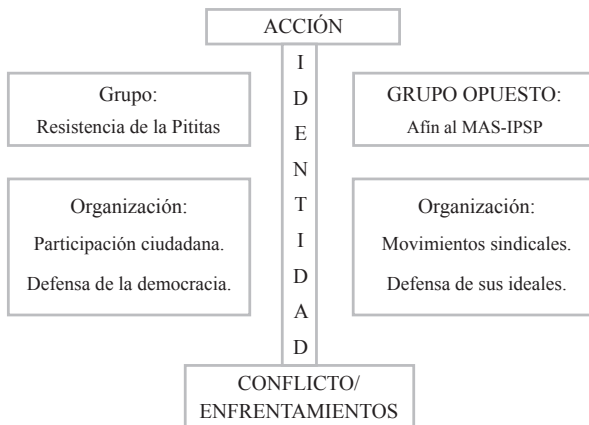 ACCIÓN
IDENTIDAD
Grupo:
Resistencia de la Pititas
GRUPO OPUESTO:
Afín al MAS-IPSP
Organización:
Participación ciudadana.
Defensa de la democracia.
Organización:
Movimientos sindicales.
Defensa de sus ideales.
CONFLICTO/
ENFRENTAMIENTOS